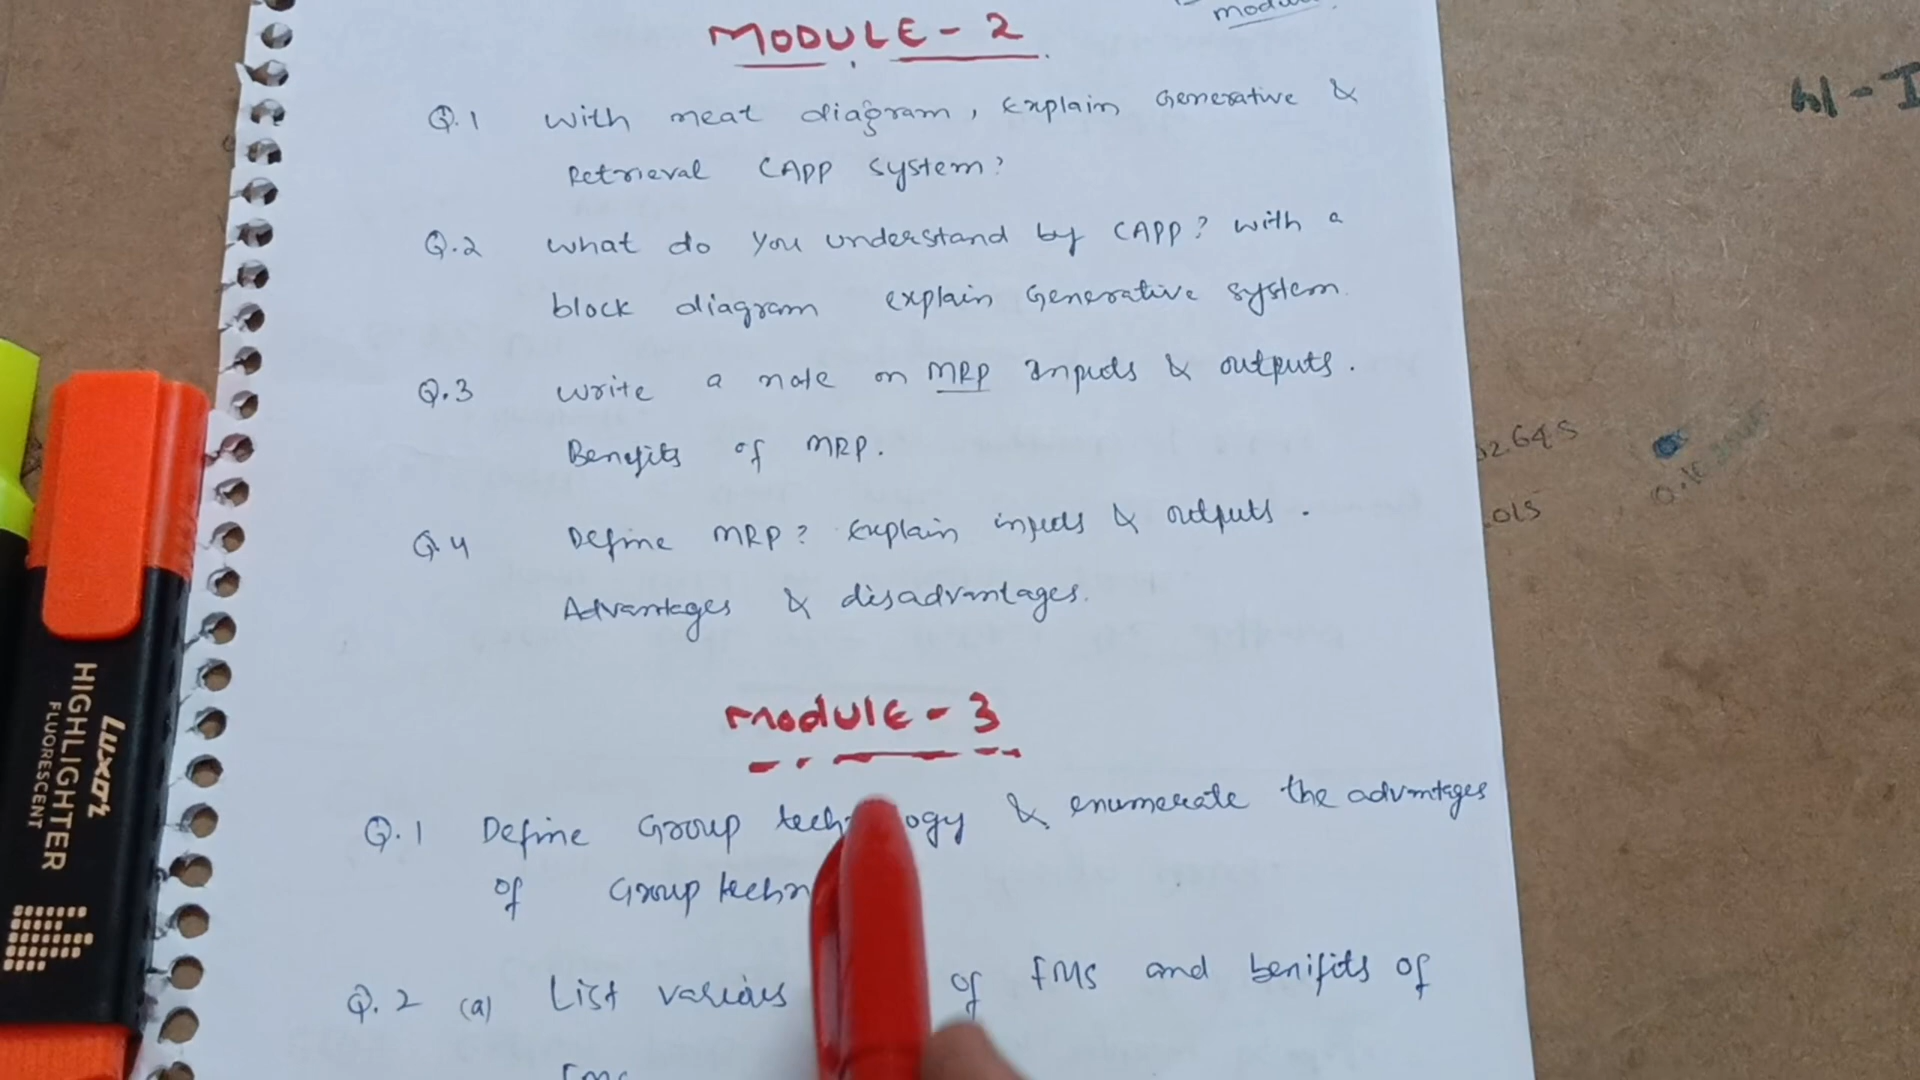 MODULE - 2
Q.1 With neat diagram, Explain Generative &
Retrieval CAPP system?
Q.2 What do you understand by CAPP? with a
block diagram explain Generative system.
Q.3 Write a note on MRP Inputs & outputs.
Benefits of MRP.
Q.4 Define MRP? Explain inputs & outputs.
Advantages & disadvantages.
MODULE - 3
Q.1 Define Group technology & enumerate the advantages
of Group techn
Q.2 (a) List various of FMS and benifits of
FMS
Luxor
HIGHLIGHTER
FLUORESCENT